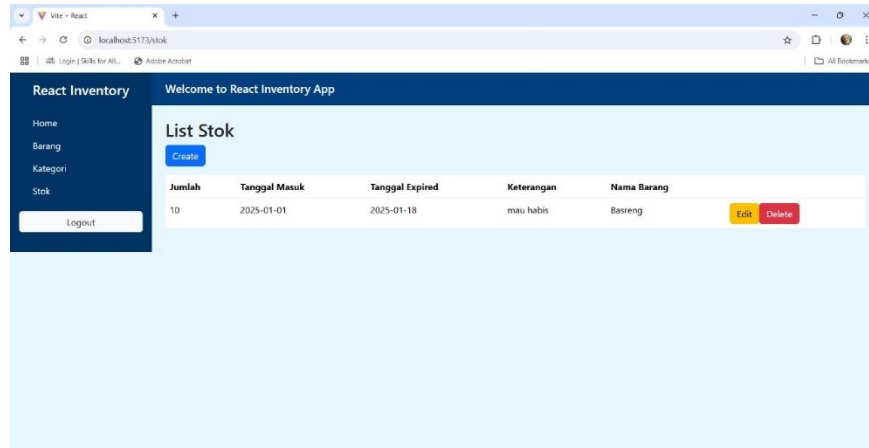 Vite + React
localhost:5173/stok
Login | Skills for All... Adobe Acrobat All Bookmarks
React Inventory Welcome to React Inventory App
Home
Barang
Kategori
Stok
Logout
List Stok
Create
Jumlah Tanggal Masuk Tanggal Expired Keterangan Nama Barang
10 2025-01-01 2025-01-18 mau habis Basreng Edit Delete